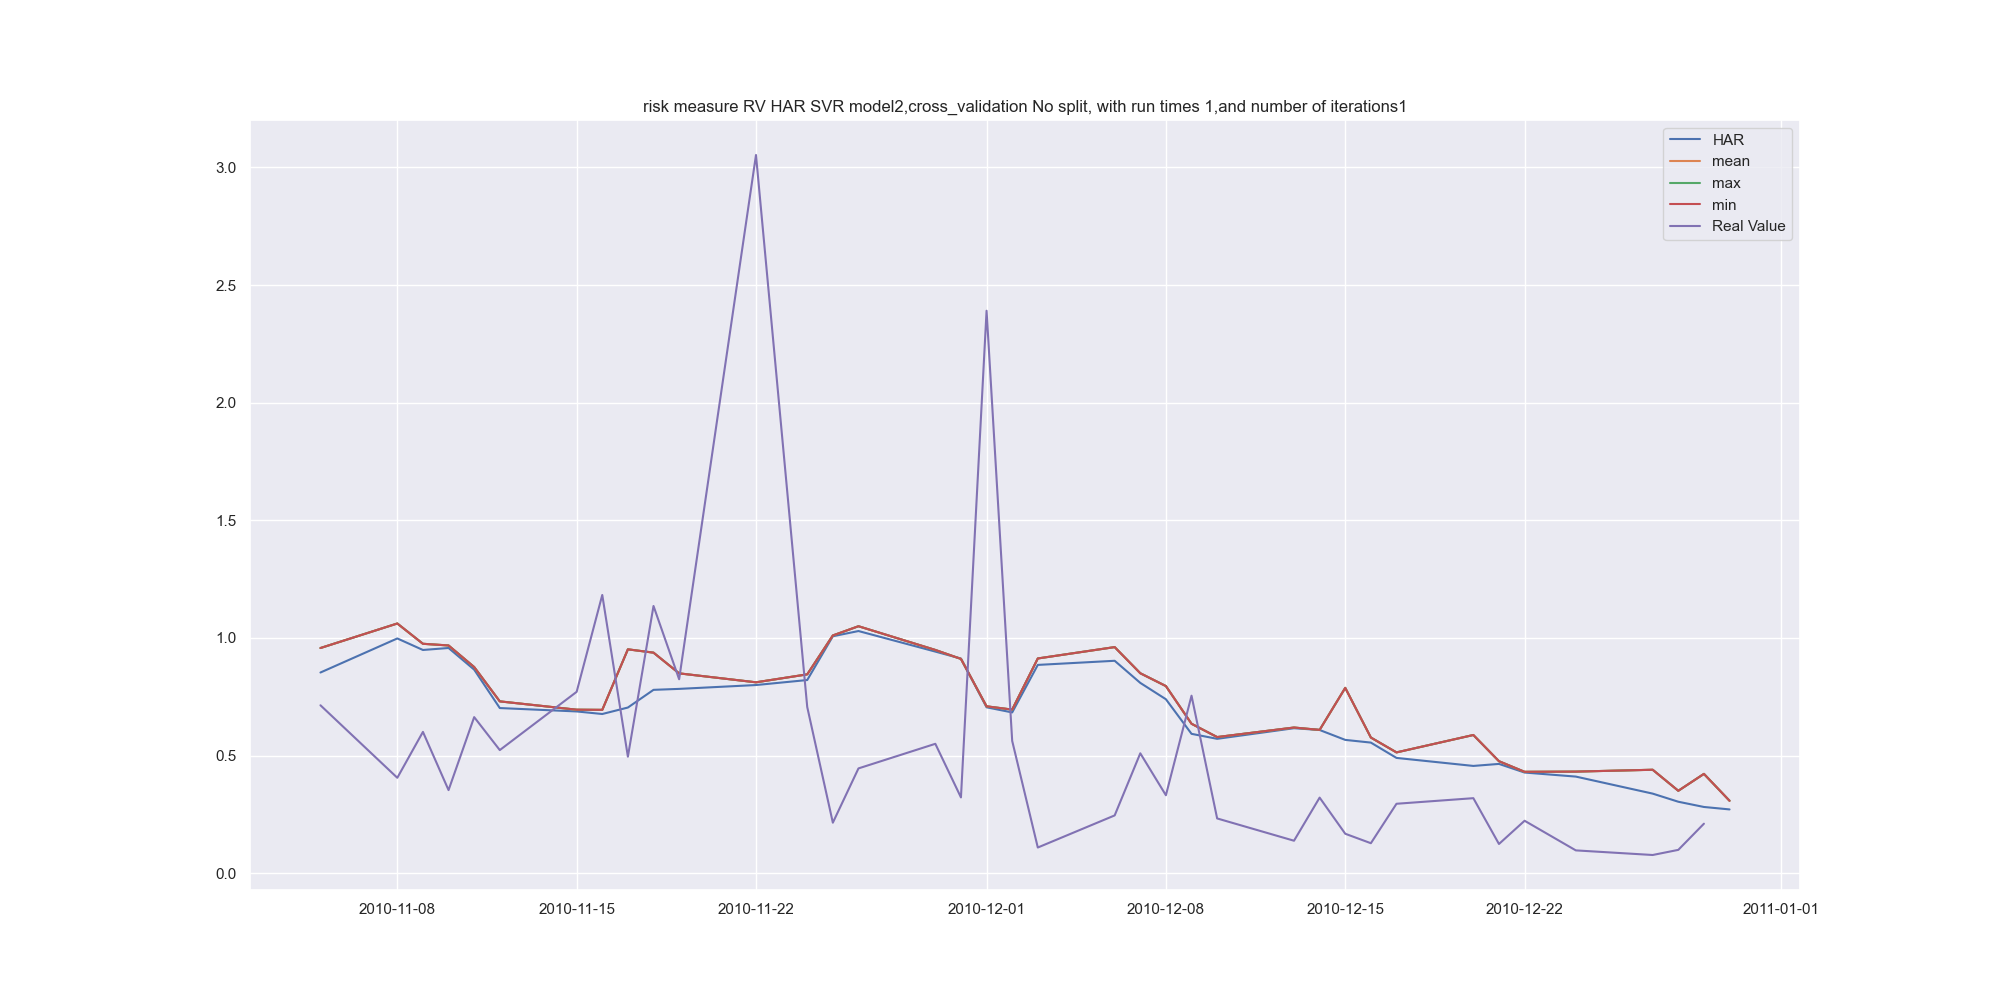 risk measure RV HAR SVR model2,cross_validation No split, with run times 1,and number of iterations1
HAR
mean
max
min
Real Value
3.0
2.5
2.0
1.5
1.0
0.5
0.0
2010-11-08
2010-11-15
2010-11-22
2010-12-01
2010-12-08
2010-12-15
2010-12-22
2011-01-01